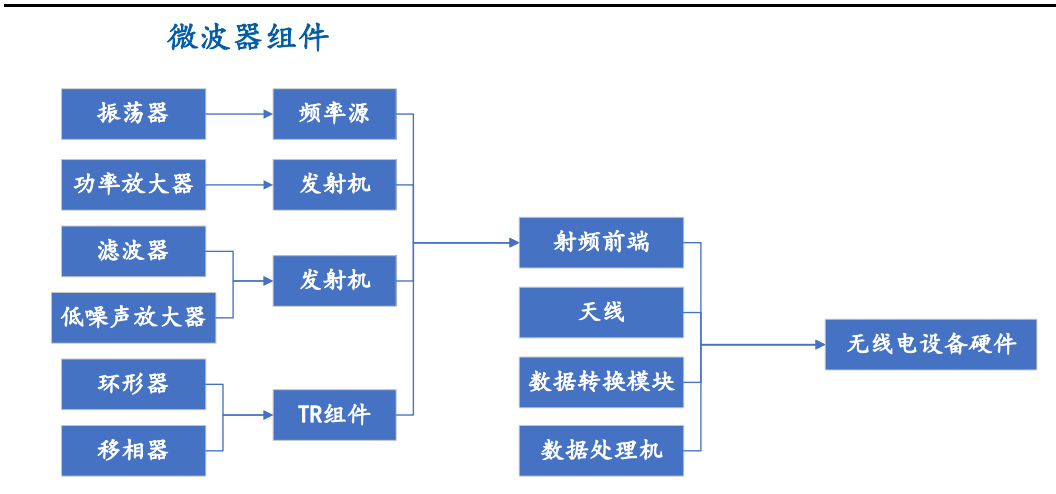 微波器组件
振荡器
频率源
功率放大器
发射机
滤波器
低噪声放大器
发射机
环形器
移相器
TR组件
射频前端
天线
数据转换模块
数据处理机
无线电设备硬件